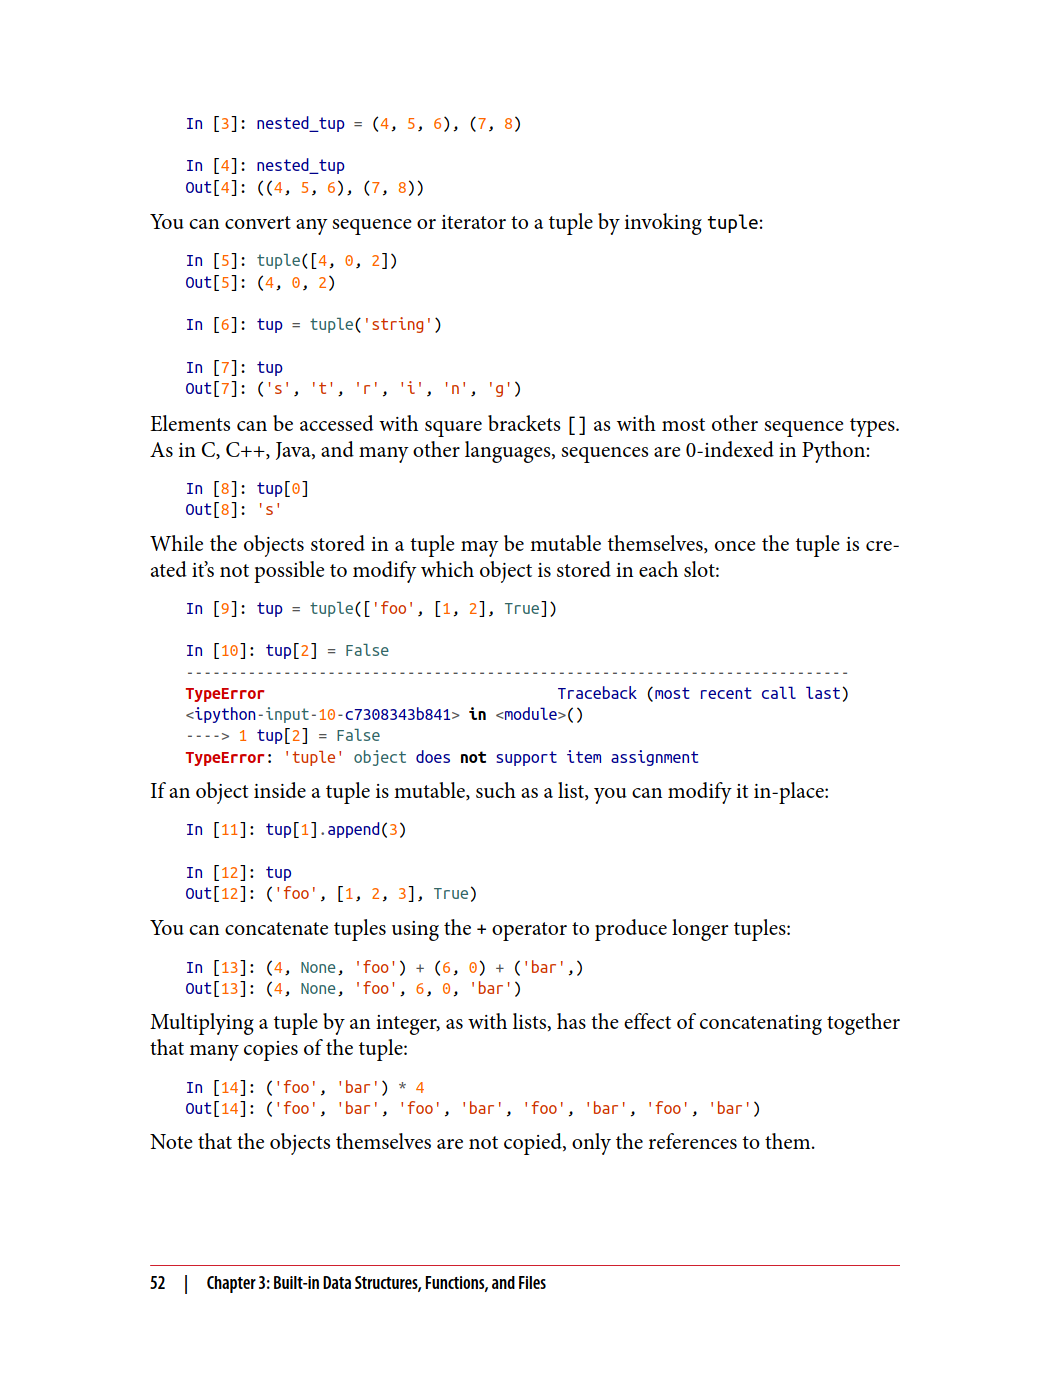 In [3]: nested_tup = (4, 5, 6), (7, 8)
In [4]: nested_tup
Out[4]: ((4, 5, 6), (7, 8))
You can convert any sequence or iterator to a tuple by invoking tuple:
In [5]: tuple([4, 0, 2])
Out[5]: (4, 0, 2)
In [6]: tup = tuple('string')
In [7]: tup
Out[7]: ('s', 't', 'r', 'i', 'n', 'g')
Elements can be accessed with square brackets [] as with most other sequence types.
As in C, C++, Java, and many other languages, sequences are 0-indexed in Python:
In [8]: tup[0]
Out[8]: 's'
While the objects stored in a tuple may be mutable themselves, once the tuple is cre-
ated it’s not possible to modify which object is stored in each slot:
In [9]: tup = tuple(['foo', [1, 2], True])
In [10]: tup[2] = False
---------------------------------------------------------------------------
TypeError                                 Traceback (most recent call last)
<ipython-input-10-c7308343b841> in <module>()
----> 1 tup[2] = False
TypeError: 'tuple' object does not support item assignment
If an object inside a tuple is mutable, such as a list, you can modify it in-place:
In [11]: tup[1].append(3)
In [12]: tup
Out[12]: ('foo', [1, 2, 3], True)
You can concatenate tuples using the + operator to produce longer tuples:
In [13]: (4, None, 'foo') + (6, 0) + ('bar',)
Out[13]: (4, None, 'foo', 6, 0, 'bar')
Multiplying a tuple by an integer, as with lists, has the effect of concatenating together
that many copies of the tuple:
In [14]: ('foo', 'bar') * 4
Out[14]: ('foo', 'bar', 'foo', 'bar', 'foo', 'bar', 'foo', 'bar')
Note that the objects themselves are not copied, only the references to them.
52 | Chapter 3: Built-in Data Structures, Functions, and Files